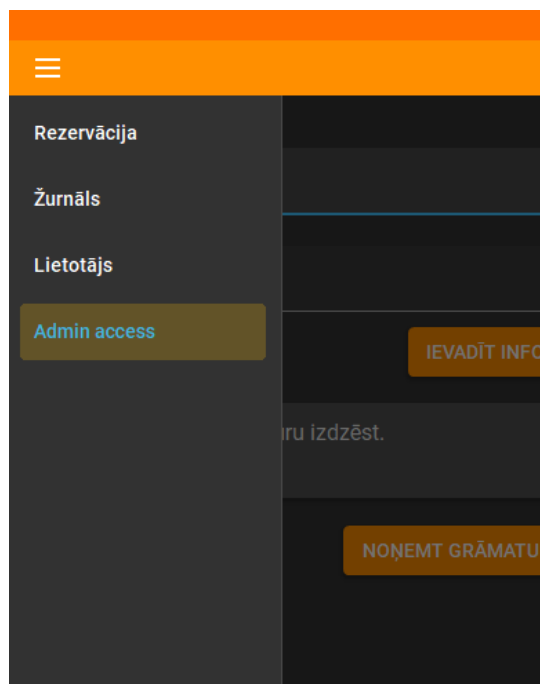 Rezervācija
Žurnāls
Lietotājs
Admin access
IEVADĪT INFO
ru izdzēst.
NOŅEMT GRĀMATU